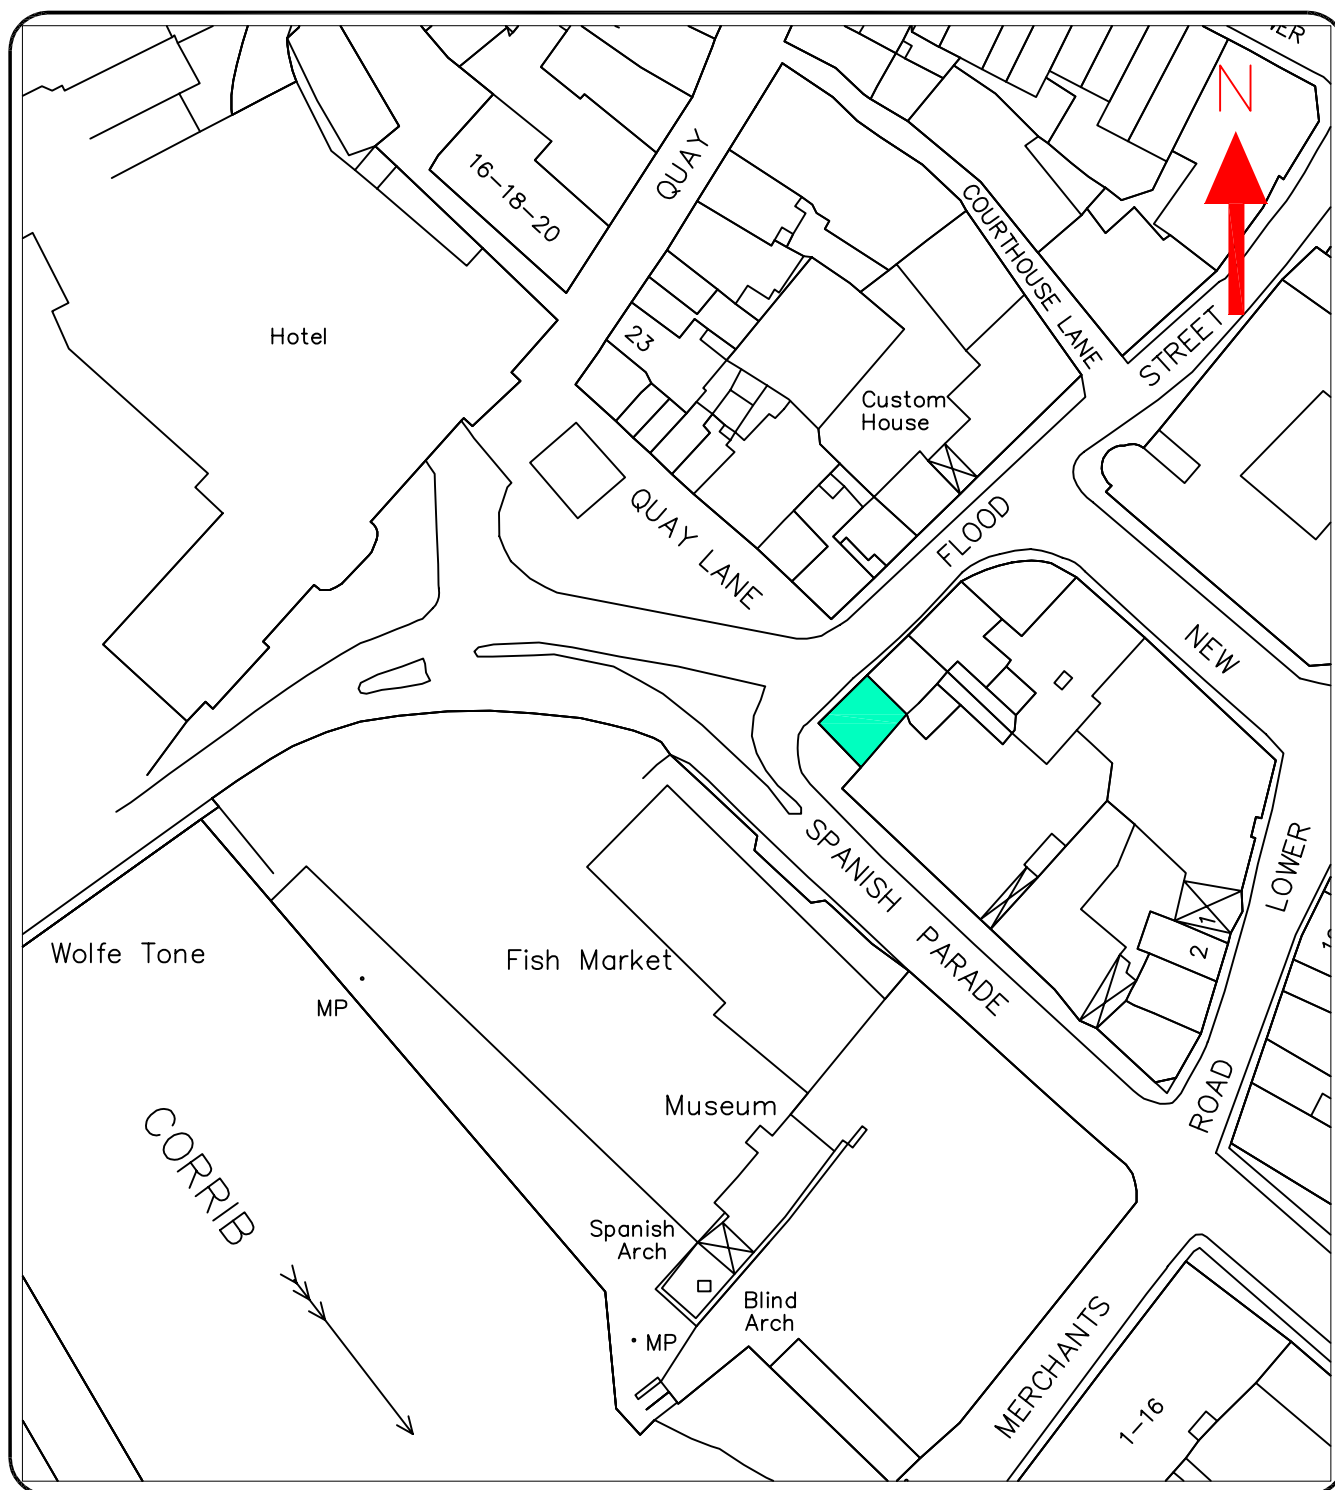 N
QUAY
16-18-20
COURTHOUSE LANE
Hotel
23
STREET
Custom
House
QUAY LANE
FLOOD
NEW
SPANISH PARADE
LOWER
1
2
Wolfe Tone
Fish Market
MP
ROAD
Museum
CORRIB
Spanish
Arch
Blind
Arch
MP
MERCHANTS
1-16